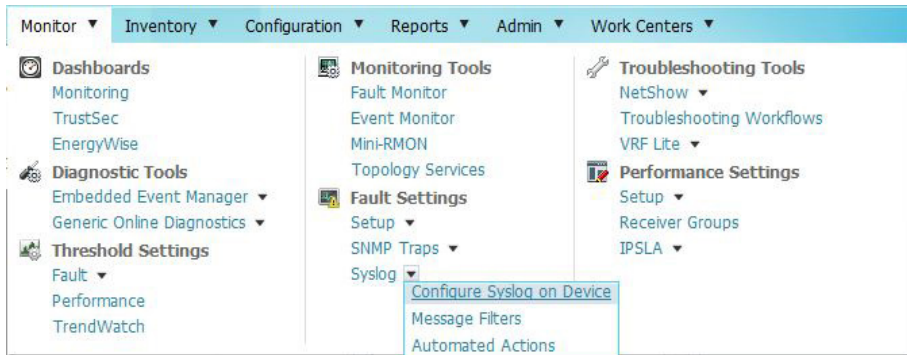 Monitor ▼ Inventory ▼ Configuration ▼ Reports ▼ Admin ▼ Work Centers ▼
Dashboards
Monitoring
TrustSec
EnergyWise
Diagnostic Tools
Embedded Event Manager ▼
Generic Online Diagnostics ▼
Threshold Settings
Fault ▼
Performance
TrendWatch
Monitoring Tools
Fault Monitor
Event Monitor
Mini-RMON
Topology Services
Fault Settings
Setup ▼
SNMP Traps ▼
Syslog ▼
Configure Syslog on Device
Message Filters
Automated Actions
Troubleshooting Tools
NetShow ▼
Troubleshooting Workflows
VRF Lite ▼
Performance Settings
Setup ▼
Receiver Groups
IPSLA ▼